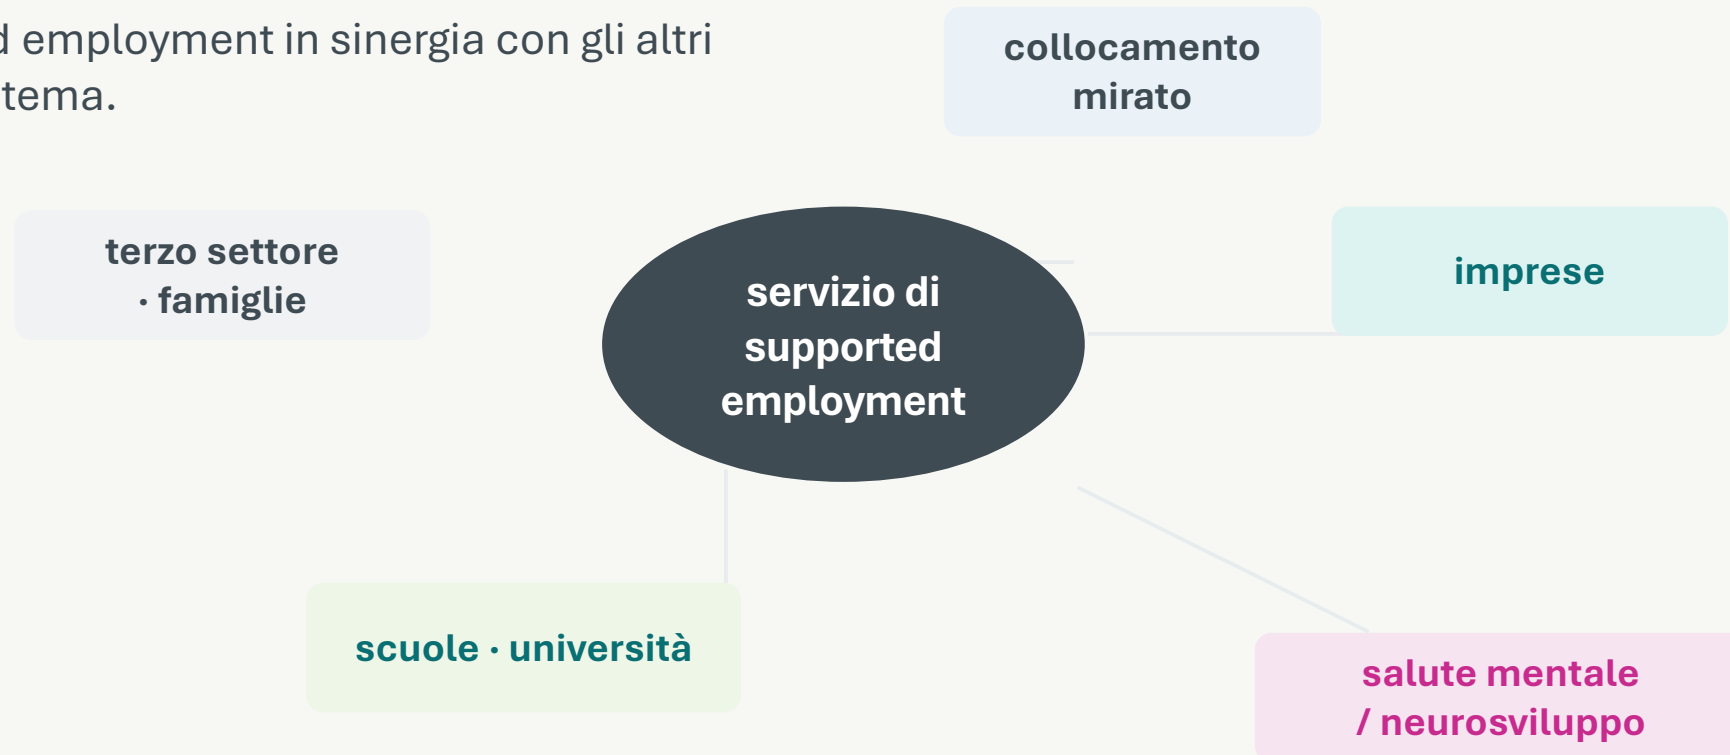 employment in sinergia con gli altri
tema.
collocamento
mirato
terzo settore
· famiglie
servizio di
supported
employment
imprese
scuole · università
salute mentale
/ neurosviluppo